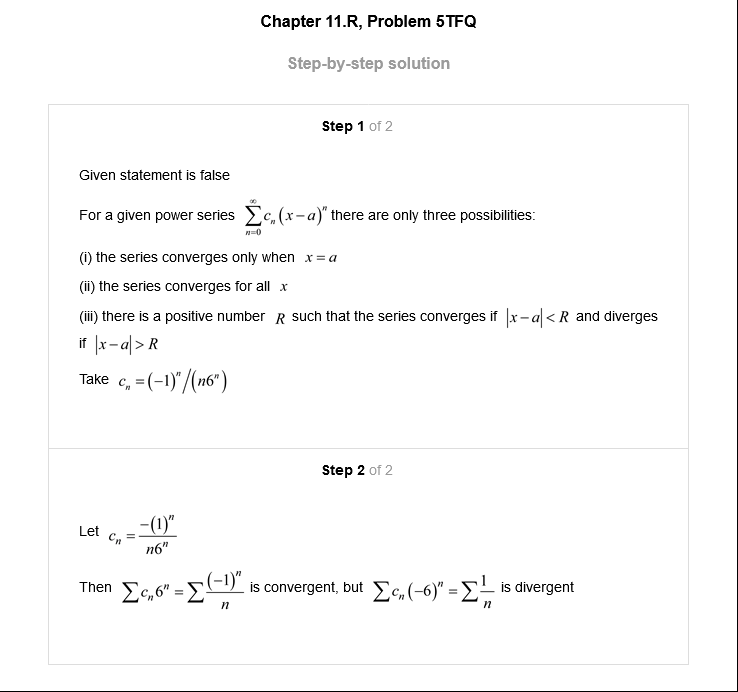 Chapter 11.R, Problem 5TFQ
Step-by-step solution
Step 1 of 2
Given statement is false
For a given power series $\sum_{n=0}^{\infty} c_n (x-a)^n$ there are only three possibilities:
(i) the series converges only when $x = a$
(ii) the series converges for all $x$
(iii) there is a positive number $R$ such that the series converges if $|x-a| < R$ and diverges
if $|x-a| > R$
Take $c_n = (-1)^n / (n6^n)$
Step 2 of 2
Let $c_n = \frac{-(1)^n}{n6^n}$
Then $\sum c_n 6^n = \sum \frac{(-1)^n}{n}$ is convergent, but $\sum c_n (-6)^n = \sum \frac{1}{n}$ is divergent